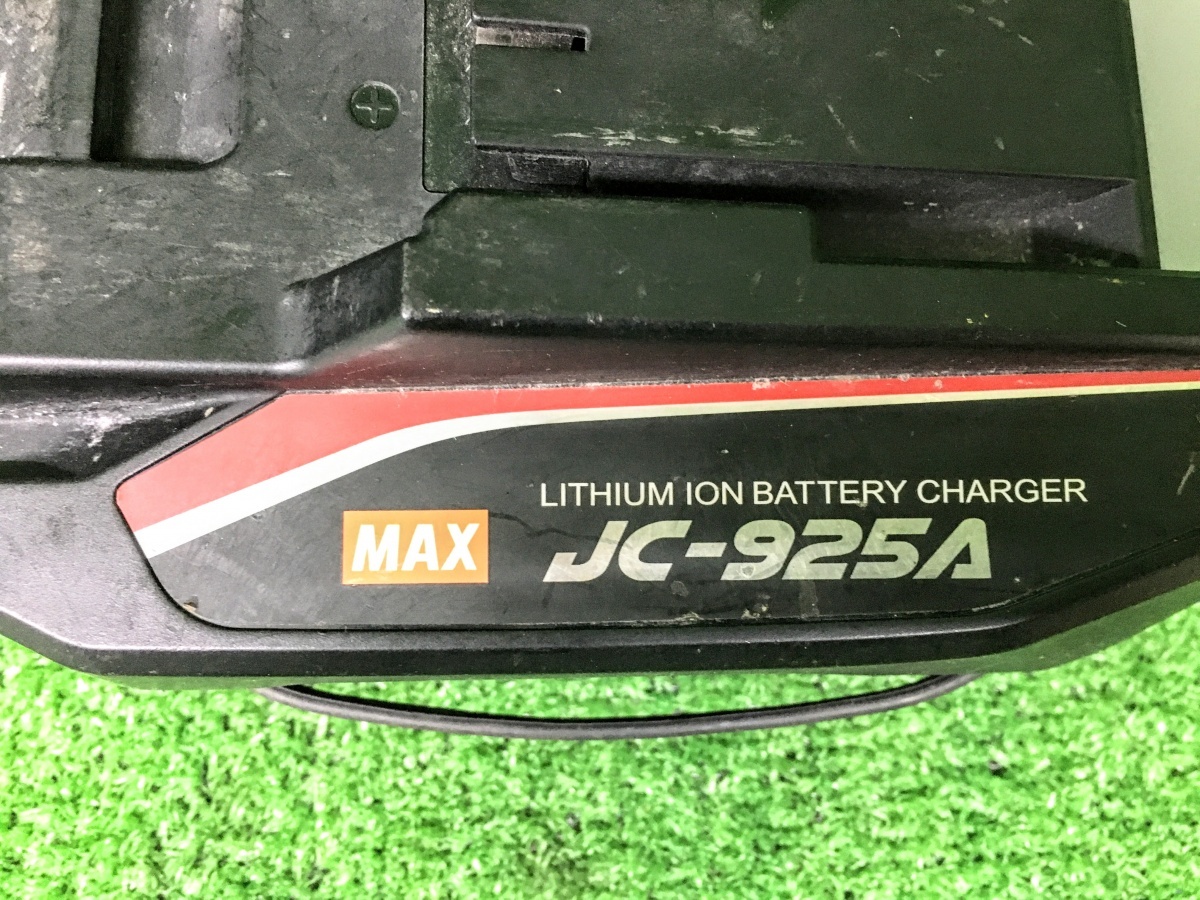 LITHIUM ION BATTERY CHARGER
MAX JC-925A